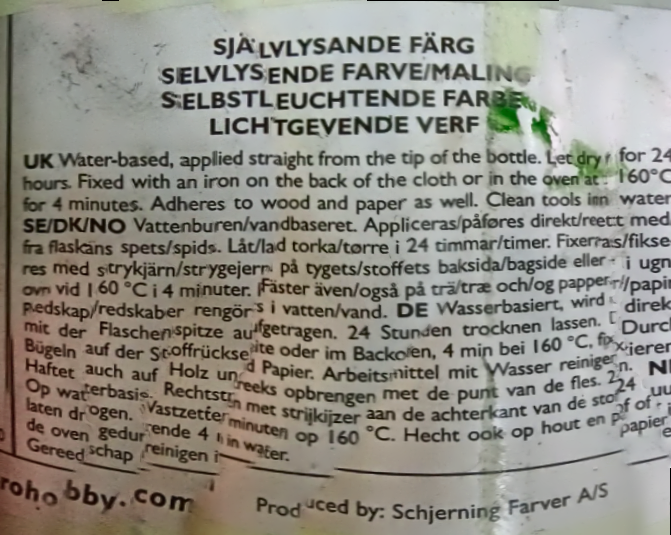 SJÄLVLYSANDE FÄRG
SELVLYSENDE FARVE/MALING
SELBSTLEUCHTENDE FARBE
LICHTGEVENDE VERF
UK Water-based, applied straight from the tip of the bottle. Let dry for 24
hours. Fixed with an iron on the back of the cloth or in the oven at 160°C
for 4 minutes. Adheres to wood and paper as well. Clean tools in water
SE/DK/NO Vattenburen/vandbaseret. Appliceras/påføres direkt/rett med
fra flaskans spets/spids. Låt/lad torka/tørre i 24 timmar/timer. Fixeras/fikse
res med strykjärn/strygejern på tygets/stoffets baksida/bagside eller i ugn
ovn vid 160 °C i 4 minuter. Fäster även/også på trä/træ och/og papper/papir
Redskap/redskaber rengörs i vatten/vand. DE Wasserbasiert, wird direk
mit der Flaschenspitze aufgetragen. 24 Stunden trocknen lassen. Durch
Bügeln auf der Stoffrückseite oder im Backofen, 4 min bei 160 °C, fixieren
Haftet auch auf Holz und Papier. Arbeitsmittel mit Wasser reinigen. NL
Op waterbasis. Rechtstreeks opbrengen met de punt van de fles. 24 uu
laten drogen. Vastzetten met strijkijzer aan de achterkant van de stof of
de oven gedurende 4 minuten op 160 °C. Hecht ook op hout en papier
Gereedschap reinigen in water.
rohobby.com
Produced by: Schjerning Farver A/S